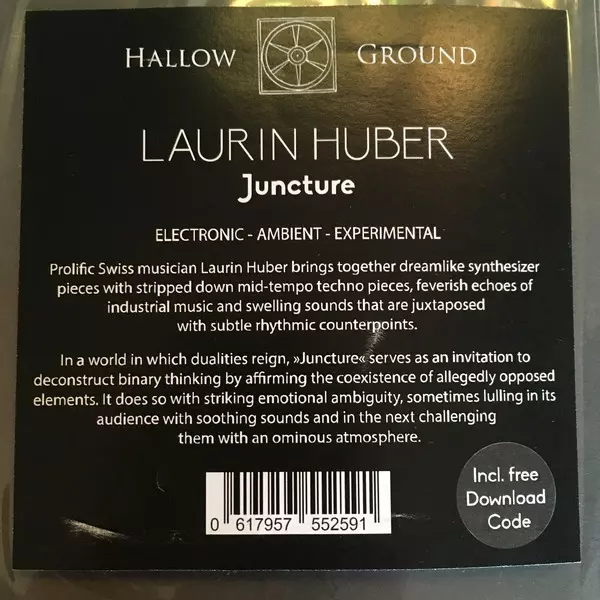 HALLOW GROUND
LAURIN HUBER
Juncture
ELECTRONIC - AMBIENT - EXPERIMENTAL
Prolific Swiss musician Laurin Huber brings together dreamlike synthesizer
pieces with stripped down mid-tempo techno pieces, feverish echoes of
industrial music and swelling sounds that are juxtaposed
with subtle rhythmic counterpoints.
In a world in which dualities reign, »Juncture« serves as an invitation to
deconstruct binary thinking by affirming the coexistence of allegedly opposed
elements. It does so with striking emotional ambiguity, sometimes lulling in its
audience with soothing sounds and in the next challenging
them with an ominous atmosphere.
Incl. free
Download
Code
0 617957 552591